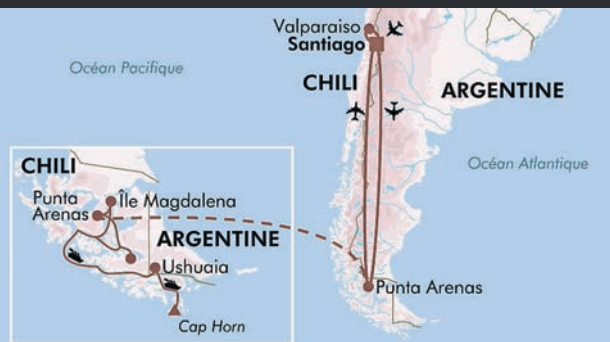 Valparaiso
Santiago
Océan Pacifique
CHILI
ARGENTINE
Océan Atlantique
CHILI
Île Magdalena
Punta
Arenas
ARGENTINE
Ushuaia
Punta Arenas
Cap Horn